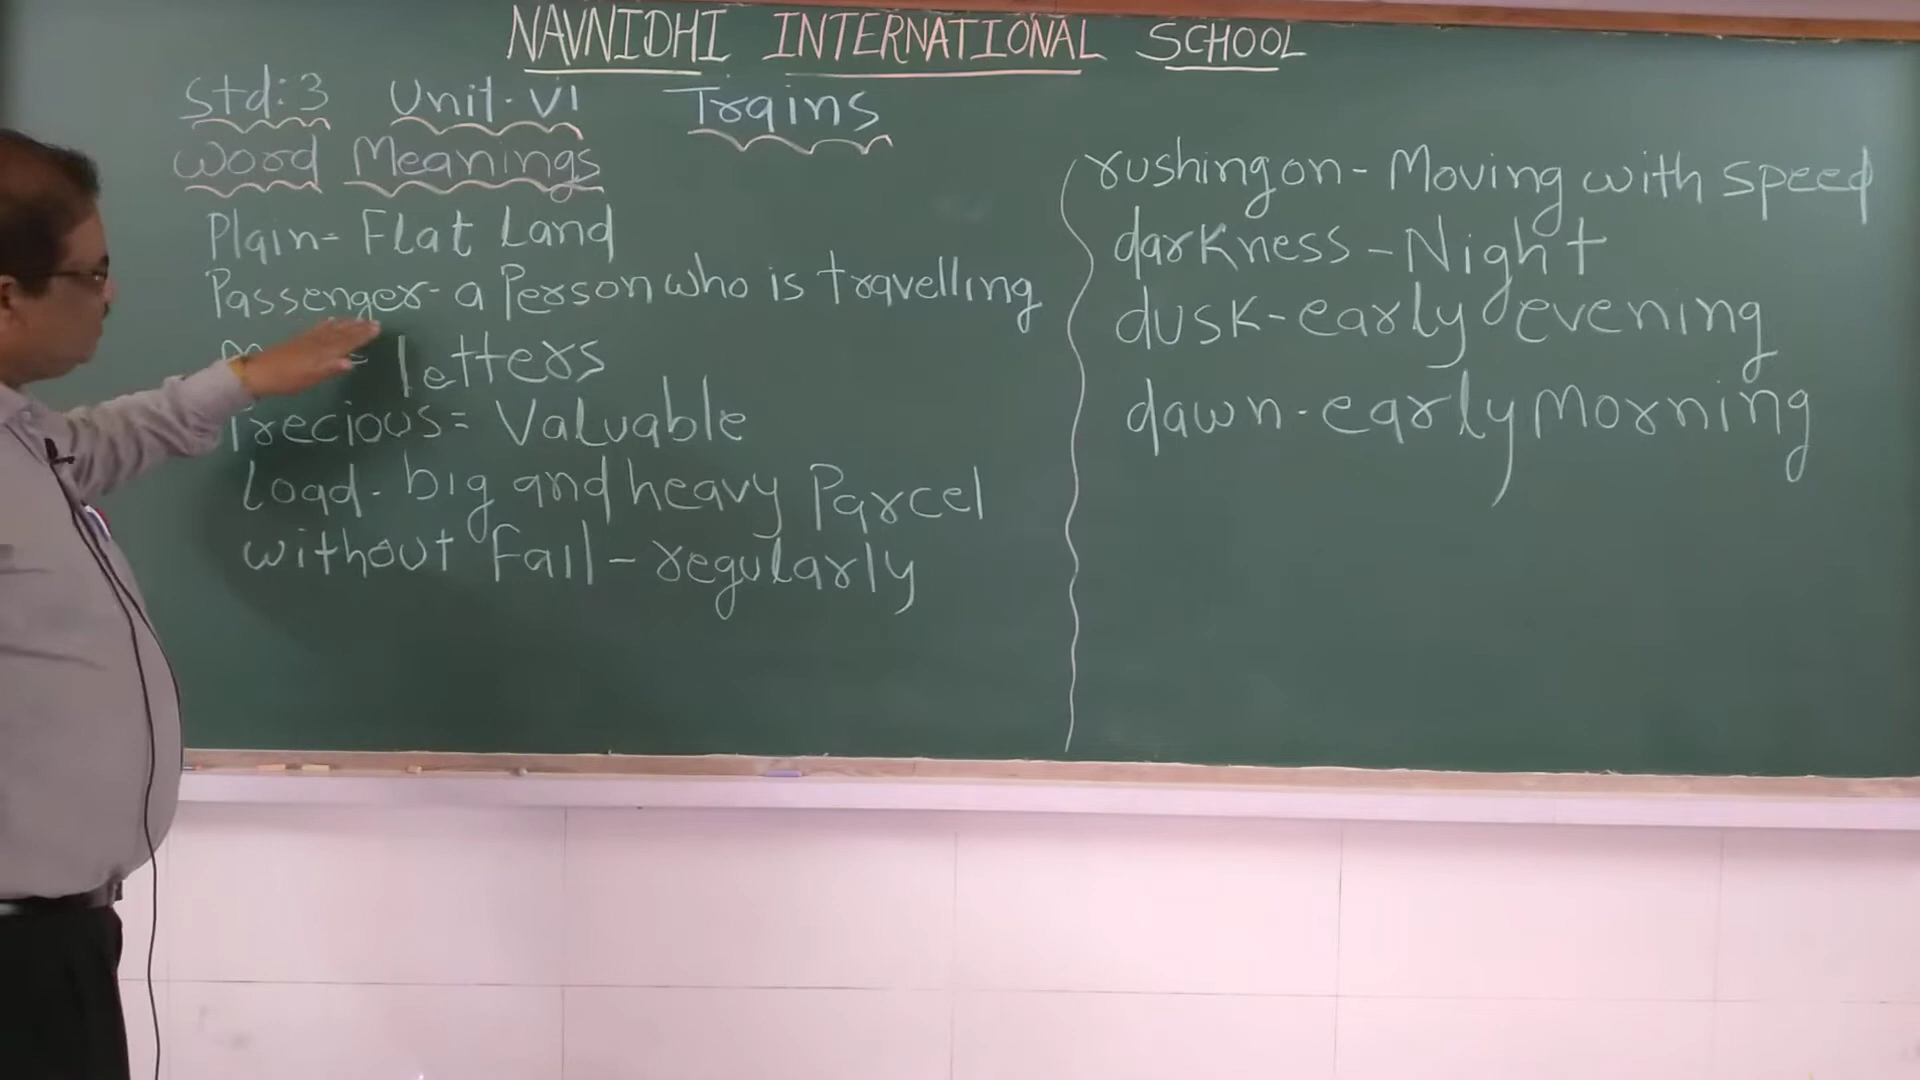 NAVNIDHI INTERNATIONAL SCHOOL
Std: 3 Unit-VI Trains
Word Meanings
Plain = Flat Land
Passenger - a Person who is travelling
= letters
Precious = Valuable
Load - big and heavy Parcel
without Fail - regularly
rushing on - Moving with speed
darkness - Night
dusk - early evening
dawn - early Morning